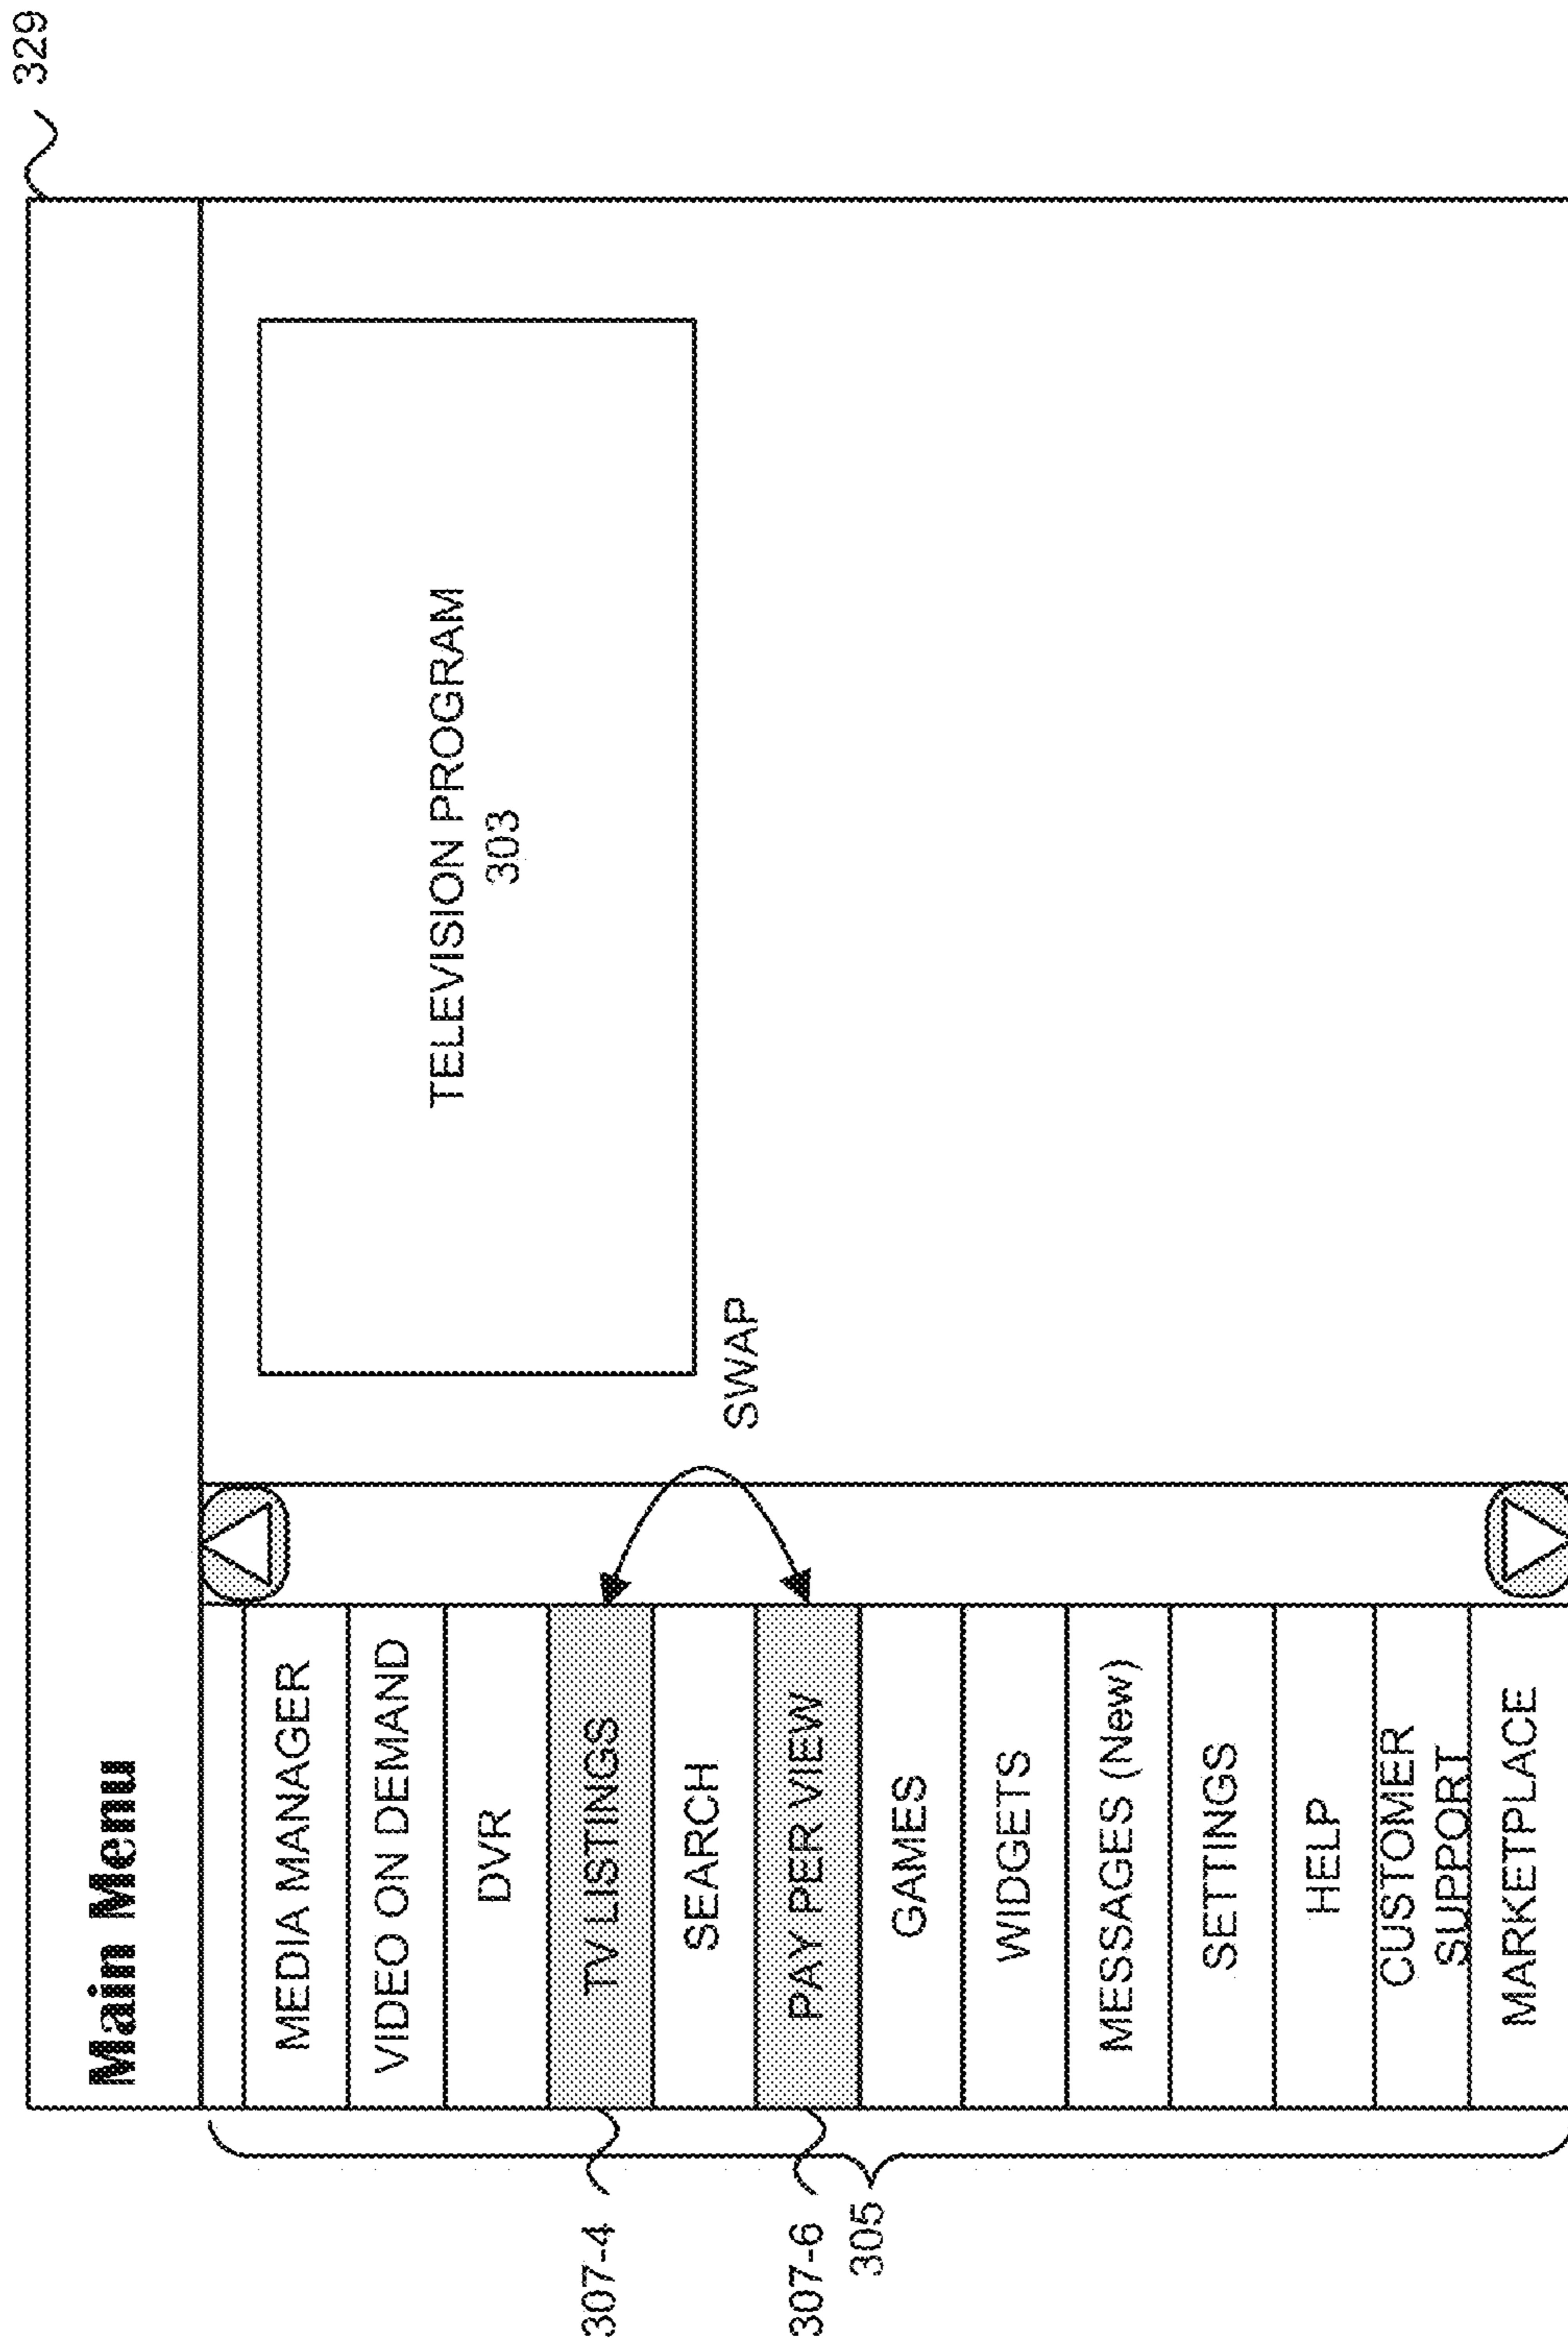 329
Main Menu
MEDIA MANAGER
VIDEO ON DEMAND
DVR
307-4
TV LISTINGS
SEARCH
307-6
PAY PER VIEW
305
GAMES
WIDGETS
MESSAGES (New)
SETTINGS
HELP
CUSTOMER
SUPPORT
MARKETPLACE
TELEVISION PROGRAM
303
SWAP